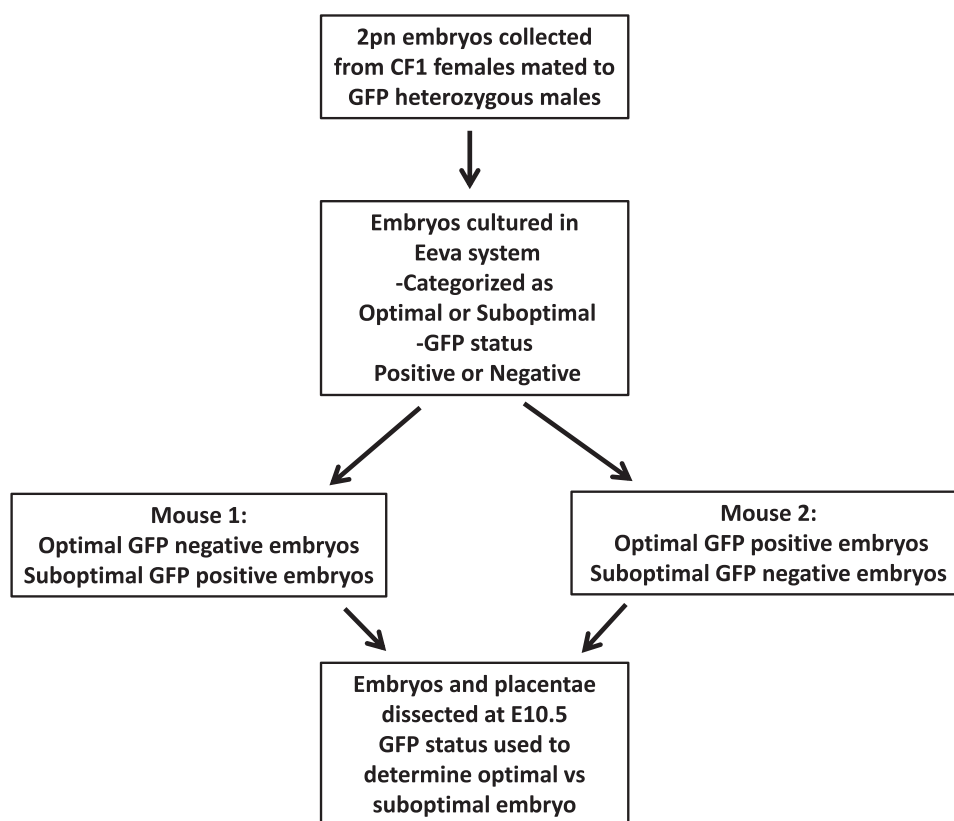 2pn embryos collected
from CF1 females mated to
GFP heterozygous males
Embryos cultured in
Eeva system
-Categorized as
Optimal or Suboptimal
-GFP status
Positive or Negative
Mouse 1:
Optimal GFP negative embryos
Suboptimal GFP positive embryos
Mouse 2:
Optimal GFP positive embryos
Suboptimal GFP negative embryos
Embryos and placentae
dissected at E10.5
GFP status used to
determine optimal vs
suboptimal embryo